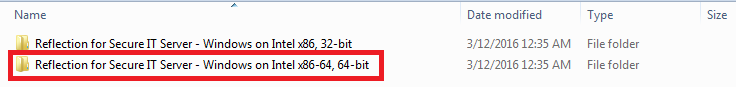 Name Date modified Type Size
Reflection for Secure IT Server - Windows on Intel x86, 32-bit 3/12/2016 12:35 AM File folder
Reflection for Secure IT Server - Windows on Intel x86-64, 64-bit 3/12/2016 12:35 AM File folder